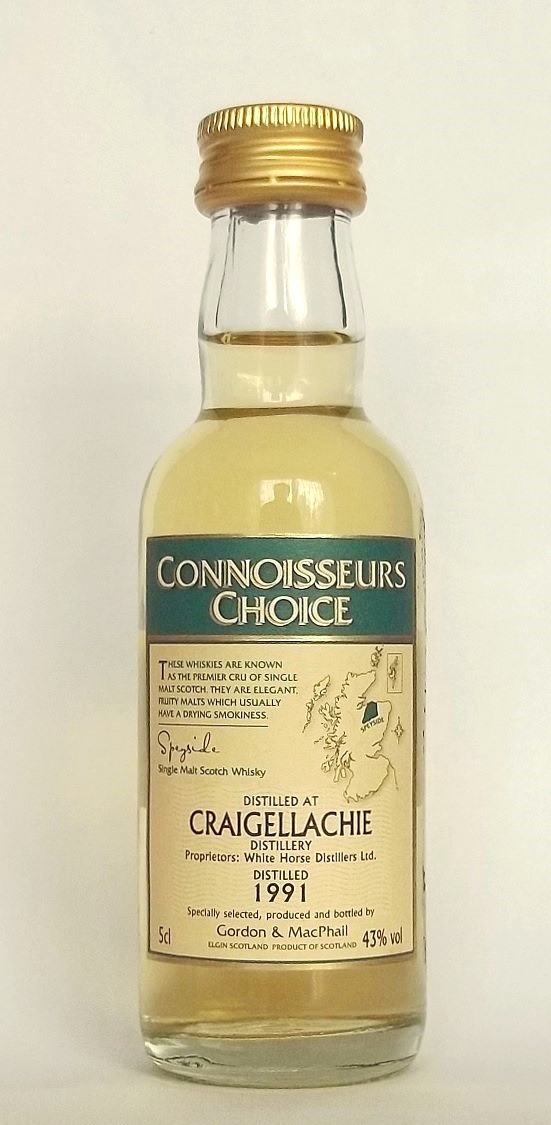 CONNOISSEURS
CHOICE
THESE WHISKIES ARE KNOWN
AS THE PREMIER CRU OF SINGLE
MALT SCOTCH. THEY ARE ELEGANT,
FRUITY MALTS WHICH USUALLY
HAVE A DRYING SMOKINESS.
SPEYSIDE
Speyside
Single Malt Scotch Whisky
DISTILLED AT
CRAIGELLACHIE
DISTILLERY
Proprietors: White Horse Distillers Ltd.
DISTILLED
1991
Specially selected, produced and bottled by
Gordon & MacPhail
5cl ELGIN SCOTLAND PRODUCT OF SCOTLAND 43% vol